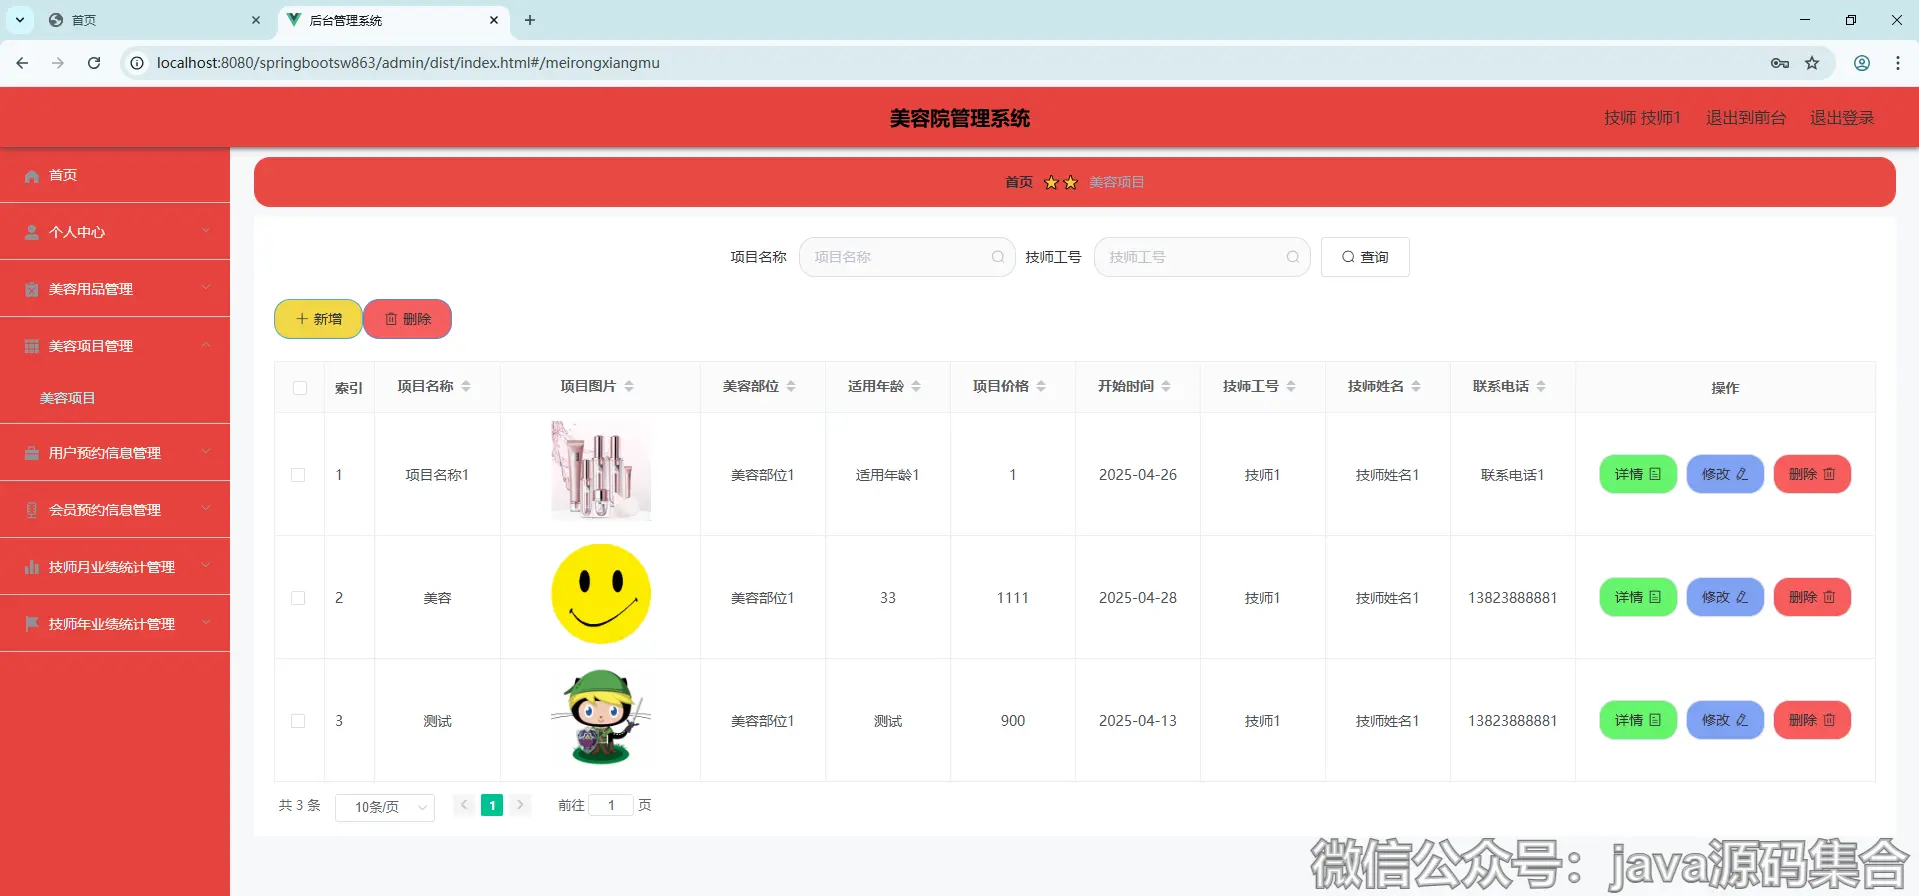 首页
后台管理系统
localhost:8080/springbootsw863/admin/dist/index.html#/meirongxiangmu
美容院管理系统
技师 技师1 退出到前台 退出登录
首页
个人中心
美容用品管理
美容项目管理
美容项目
用户预约信息管理
会员预约信息管理
技师月业绩统计管理
技师年业绩统计管理
首页 美容项目
项目名称 项目名称 技师工号 技师工号 查询
新增 删除
索引 项目名称 项目图片 美容部位 适用年龄 项目价格 开始时间 技师工号 技师姓名 联系电话 操作
1 项目名称1 美容部位1 适用年龄1 1 2025-04-26 技师1 技师姓名1 联系电话1 详情 修改 删除
2 美容 美容部位1 33 1111 2025-04-28 技师1 技师姓名1 13823888881 详情 修改 删除
3 测试 美容部位1 测试 900 2025-04-13 技师1 技师姓名1 13823888881 详情 修改 删除
共 3 条 10条/页 1 前往 1 页
微信公众号：java源码集合